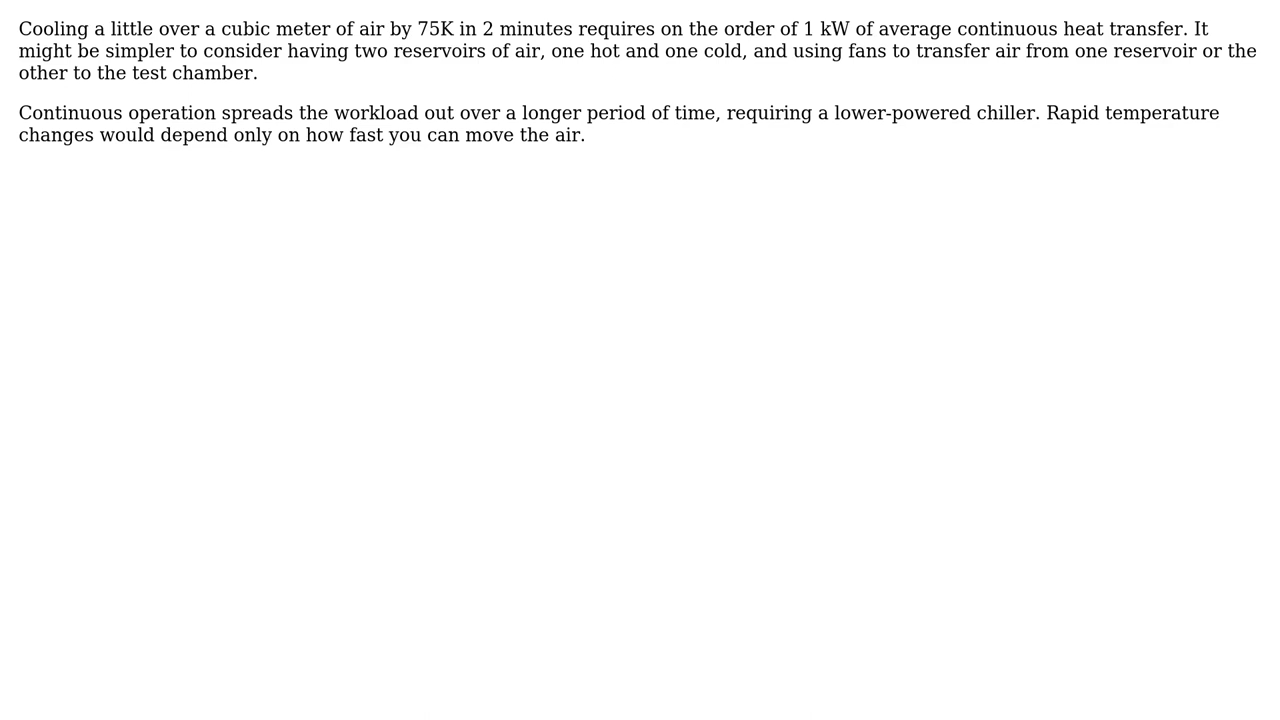 Cooling a little over a cubic meter of air by 75K in 2 minutes requires on the order of 1 kW of average continuous heat transfer. It
might be simpler to consider having two reservoirs of air, one hot and one cold, and using fans to transfer air from one reservoir or the
other to the test chamber.
Continuous operation spreads the workload out over a longer period of time, requiring a lower-powered chiller. Rapid temperature
changes would depend only on how fast you can move the air.